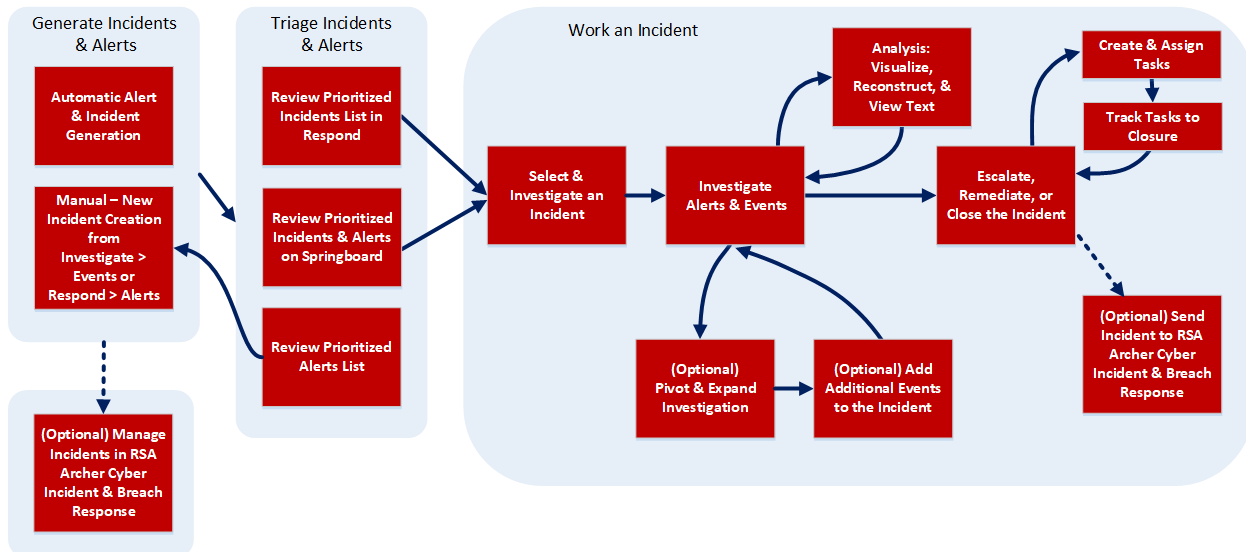 Generate Incidents
& Alerts
Automatic Alert
& Incident
Generation
Manual – New
Incident Creation
from
Investigate >
Events or
Respond > Alerts
(Optional) Manage
Incidents in RSA
Archer Cyber
Incident & Breach
Response
Triage Incidents
& Alerts
Review Prioritized
Incidents List in
Respond
Review Prioritized
Incidents & Alerts
on Springboard
Review Prioritized
Alerts List
Work an Incident
Select &
Investigate an
Incident
Investigate
Alerts & Events
Analysis:
Visualize,
Reconstruct, &
View Text
(Optional)
Pivot & Expand
Investigation
(Optional) Add
Additional Events
to the Incident
Escalate,
Remediate, or
Close the Incident
Create & Assign
Tasks
Track Tasks to
Closure
(Optional) Send
Incident to RSA
Archer Cyber
Incident & Breach
Response